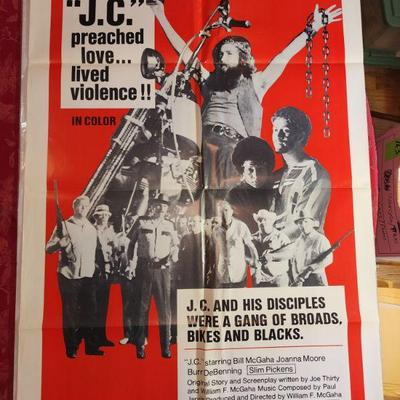 "J.C."
preached
love...
lived
violence!!
IN COLOR
J. C. AND HIS DISCIPLES
WERE A GANG OF BROADS,
BIKES AND BLACKS.
"J.C." starring Bill McGaha Joanna Moore
Burr DeBenning Slim Pickens
Original Story and Screenplay written by Joe Thirty
and William F. McGaha Music Composed by Paul
Produced and Directed by William F. McGaha